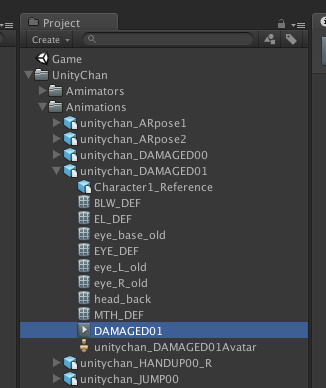 Project
Create
Game
UnityChan
Amimators
Animations
unitychan_ARpose1
unitychan_ARpose2
unitychan_DAMAGED00
unitychan_DAMAGED01
Character1_Reference
BLW_DEF
EL_DEF
eye_base_old
EYE_DEF
eye_L_old
eye_R_old
head_back
MTH_DEF
DAMAGED01
unitychan_DAMAGED01Avatar
unitychan_HANDUP00_R
unitychan_JUMP00